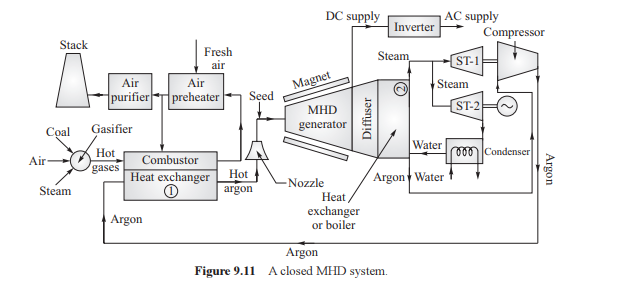 DC supply
AC supply
Inverter
Compressor
Stack
Fresh
air
Steam
ST-1
Magnet
Air
purifier
Air
preheater
Seed
Steam
ST-2
MHD
generator
Diffuser
2
Coal
Gasifier
Water
Condenser
Air
Hot
gases
Combustor
Heat exchanger
1
Hot
argon
Nozzle
Argon
Water
Argon
Steam
Heat
exchanger
or boiler
Argon
Argon
Figure 9.11 A closed MHD system.